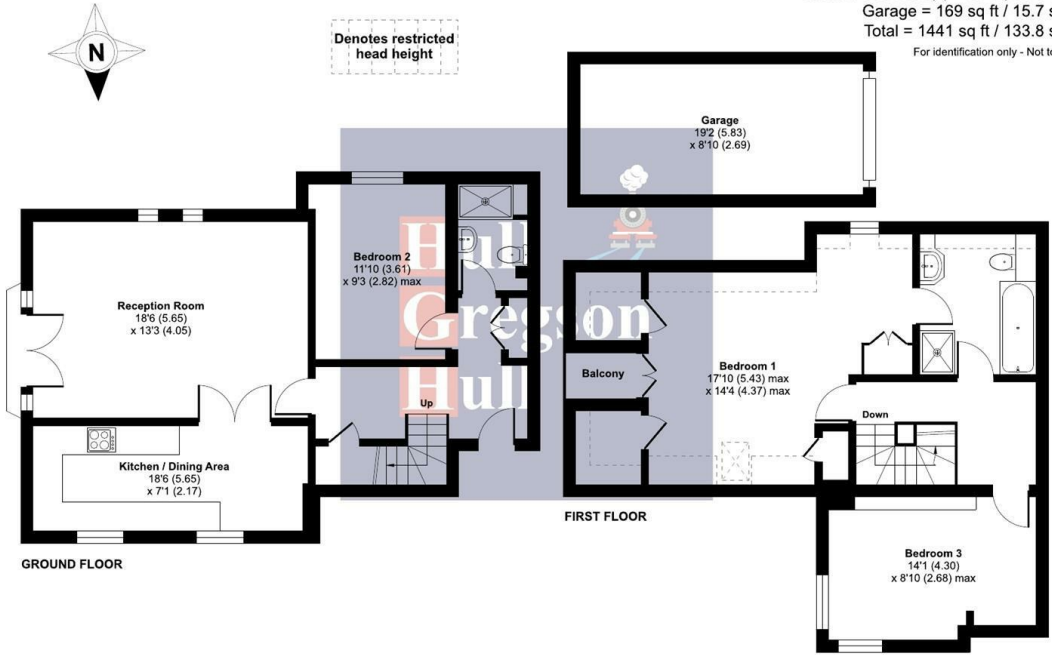 Garage = 169 sq ft / 15.7 s
Total = 1441 sq ft / 133.8 s
For identification only - Not to
N
Denotes restricted
head height
Garage
19'2 (5.83)
x 8'10 (2.69)
Bedroom 2
11'10 (3.61)
x 9'3 (2.82) max
Reception Room
18'6 (5.65)
x 13'3 (4.05)
Hull
Gregson
Hull
Up
Kitchen / Dining Area
18'6 (5.65)
x 7'1 (2.17)
GROUND FLOOR
Balcony
Bedroom 1
17'10 (5.43) max
x 14'4 (4.37) max
Down
FIRST FLOOR
Bedroom 3
14'1 (4.30)
x 8'10 (2.68) max